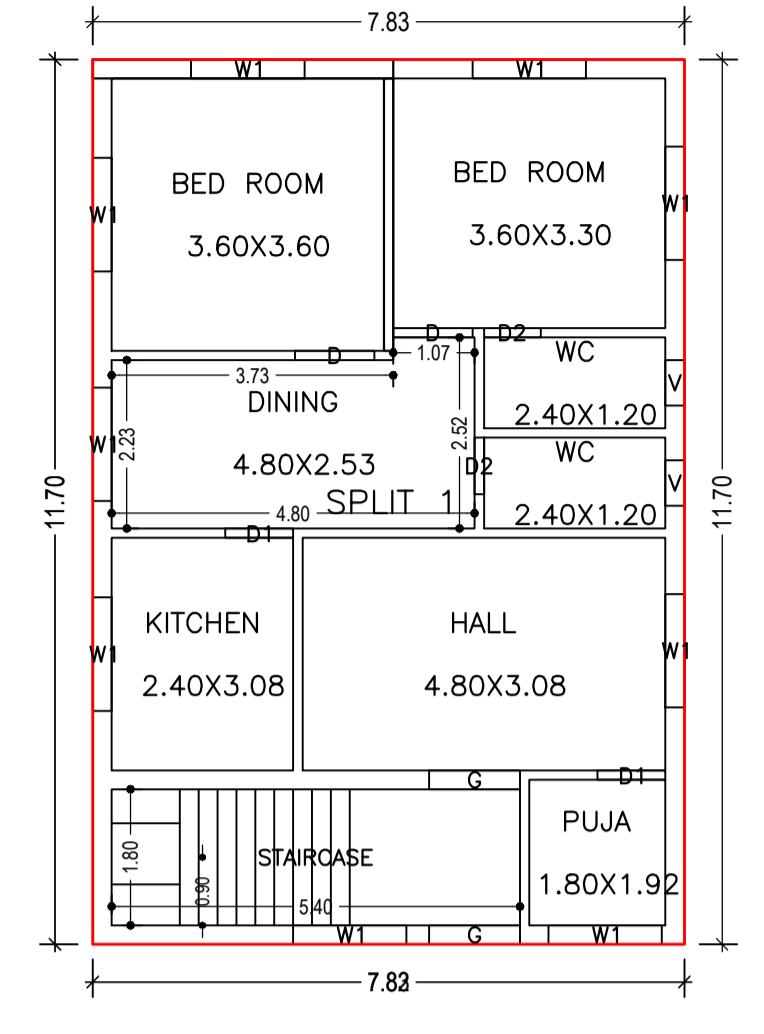 7.83
W1
W1
BED ROOM
3.60X3.60
BED ROOM
3.60X3.30
W1
W1
11.70
11.70
D
D
D2
1.07
3.73
WC
2.40X1.20
V
DINING
4.80X2.53
2.23
2.52
W1
D2
WC
2.40X1.20
V
SPLIT 1
4.80
D1
KITCHEN
2.40X3.08
HALL
4.80X3.08
W1
W1
G
D1
PUJA
1.80X1.92
STAIRCASE
1.80
0.90
5.40
W1
G
W1